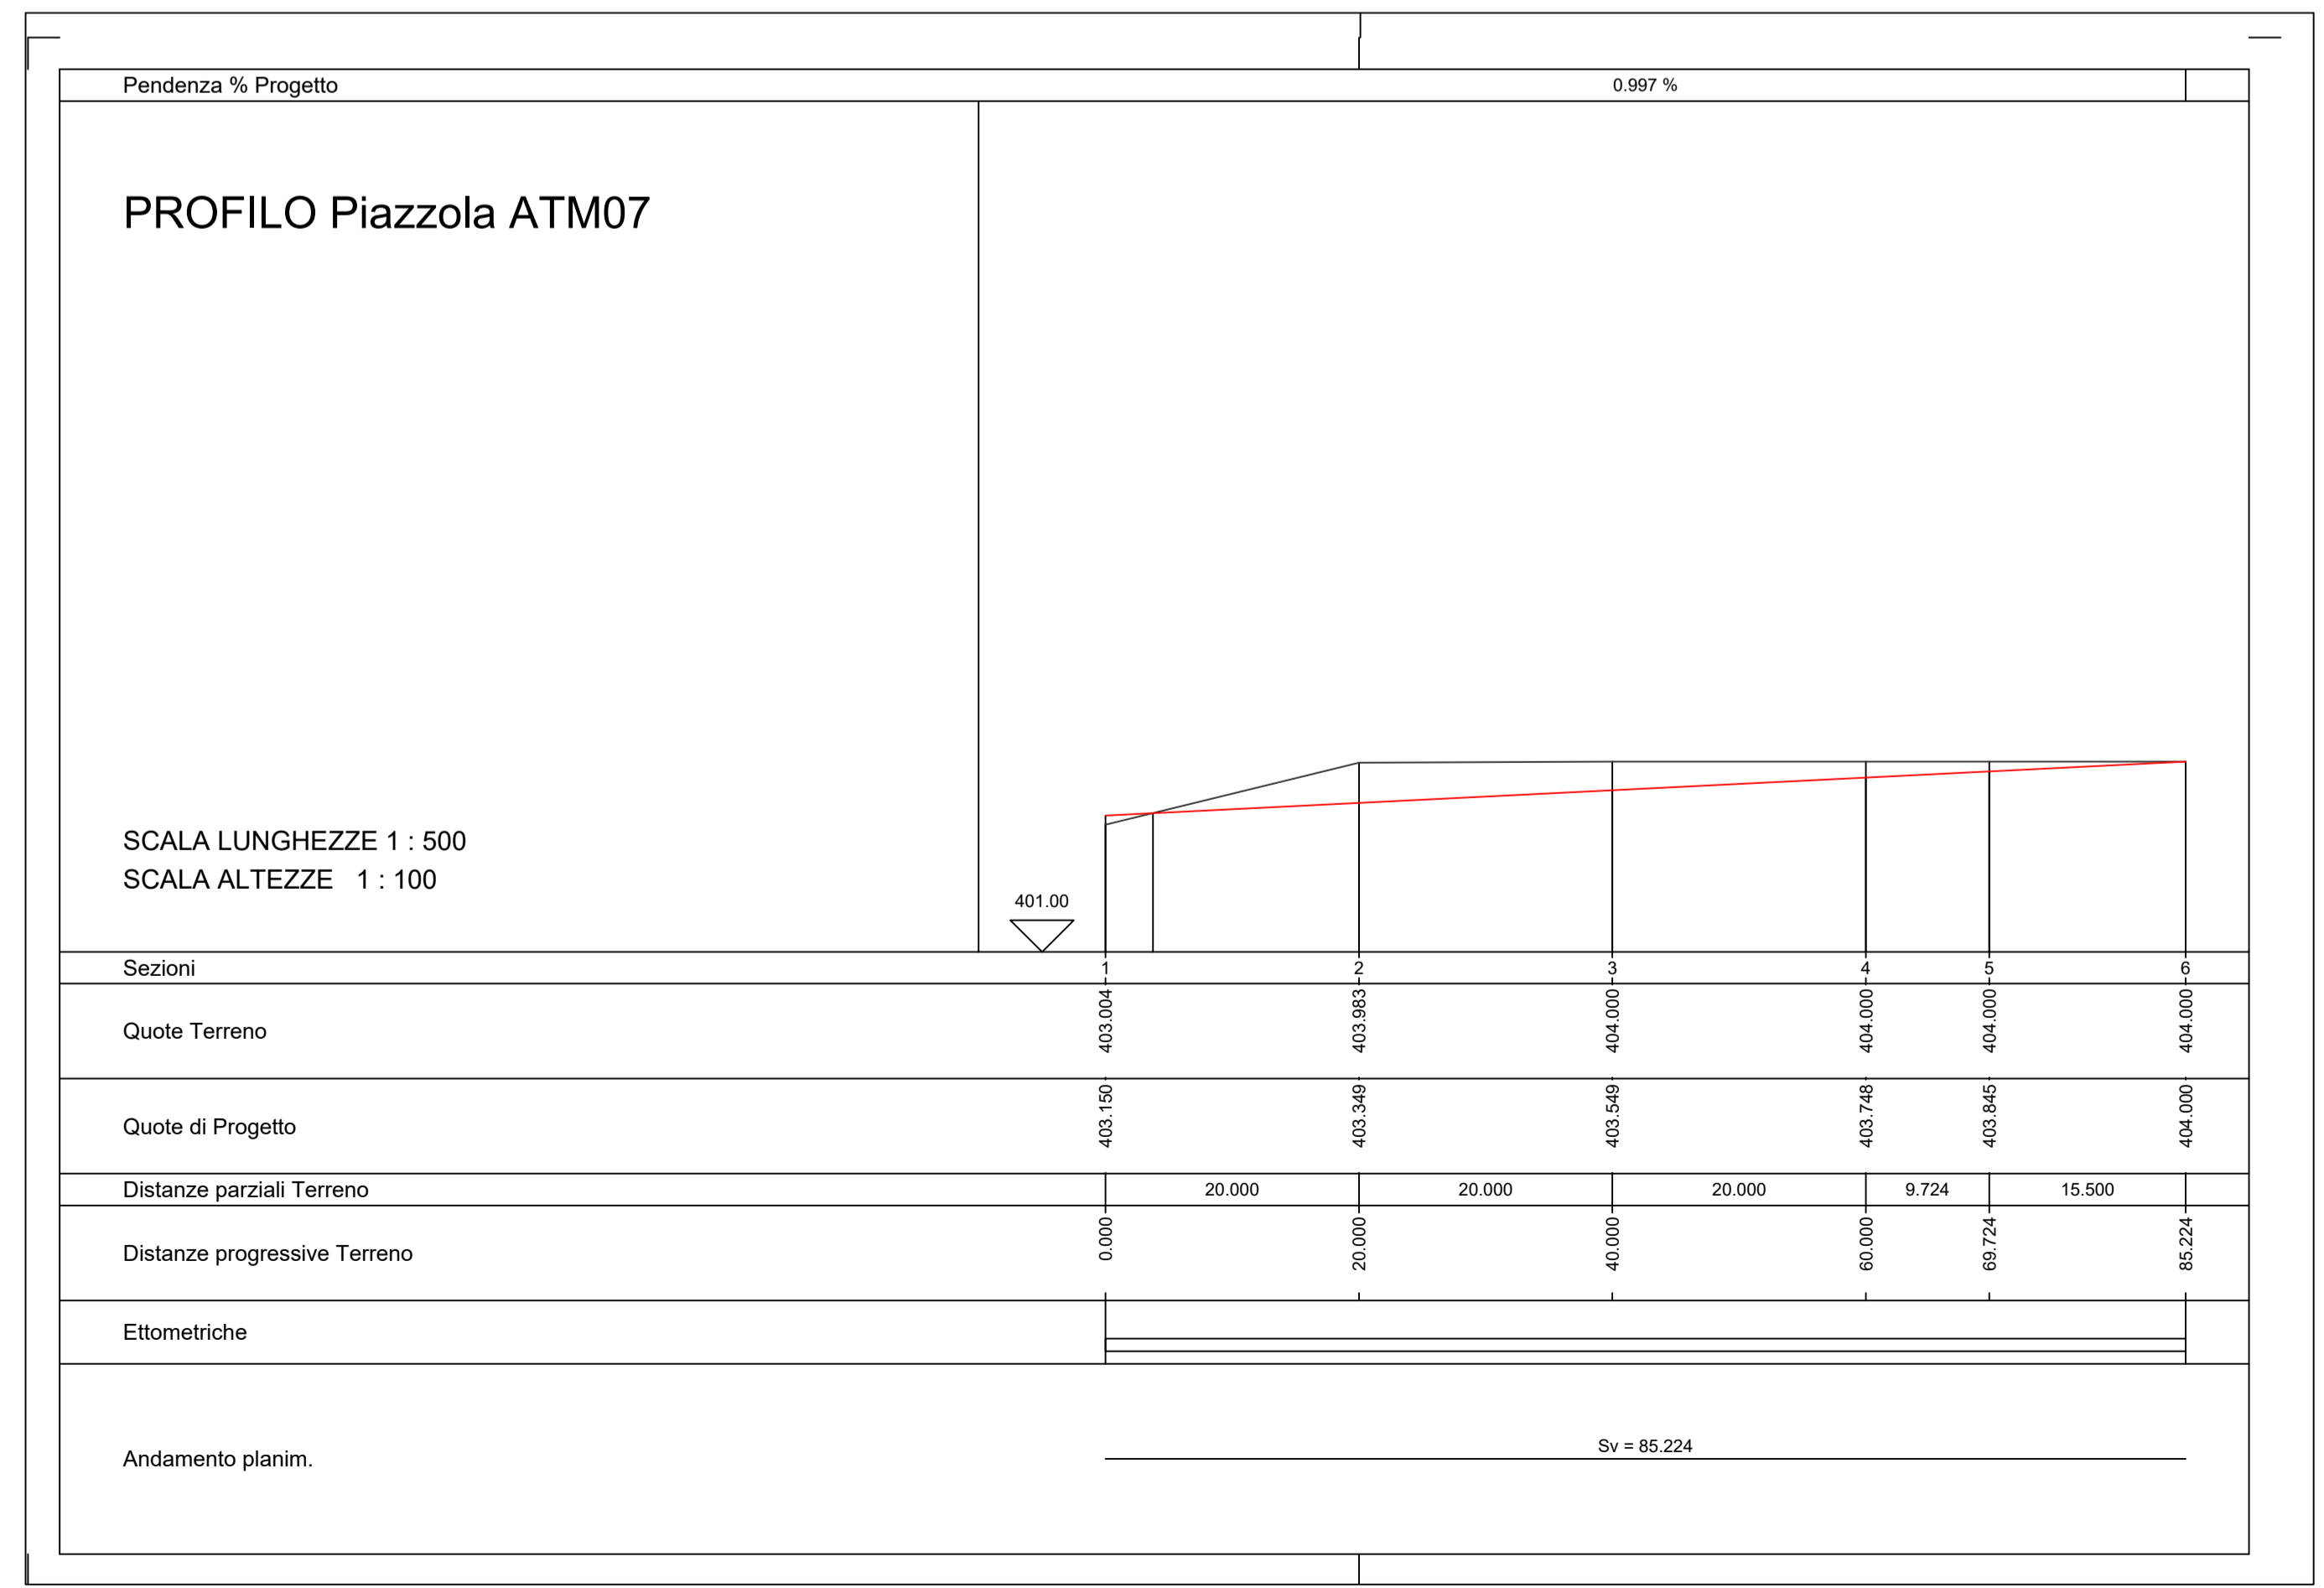 Pendenza % Progetto 0.997 %
PROFILO Piazzola ATM07
SCALA LUNGHEZZE 1 : 500
SCALA ALTEZZE 1 : 100
401.00
Sezioni 1 2 3 4 5 6
Quote Terreno 403.004 403.983 404.000 404.000 404.000 404.000
Quote di Progetto 403.150 403.349 403.549 403.748 403.845 404.000
Distanze parziali Terreno 20.000 20.000 20.000 9.724 15.500
Distanze progressive Terreno 0.000 20.000 40.000 60.000 69.724 85.224
Ettometriche
Sv = 85.224
Andamento planim.